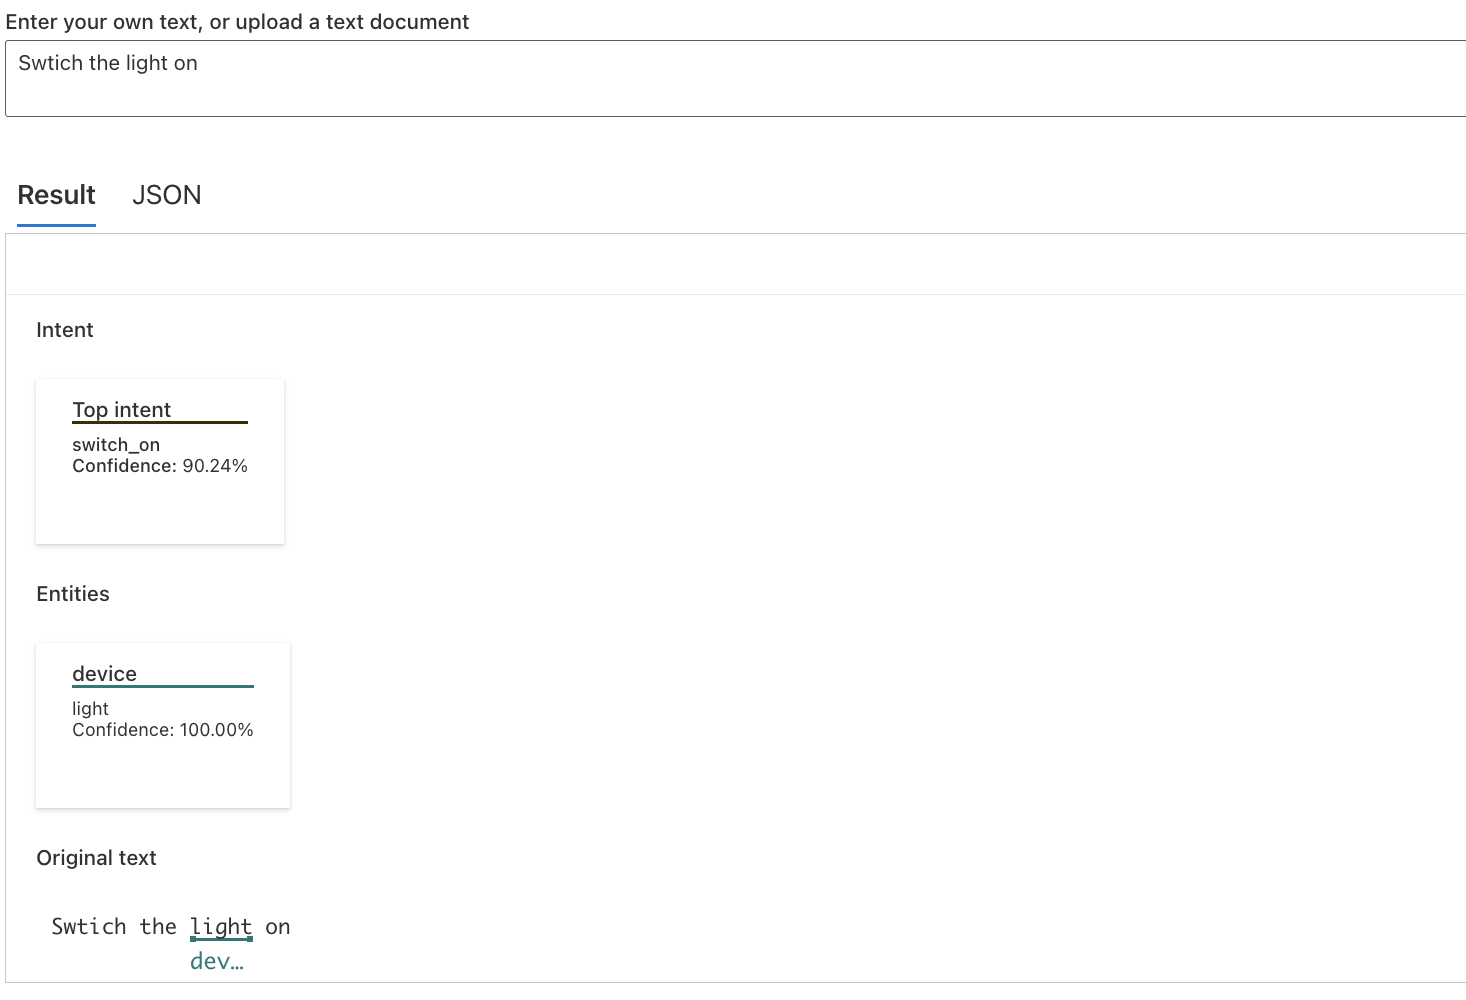 Enter your own text, or upload a text document
Swtich the light on
Result JSON
Intent
Top intent
switch_on
Confidence: 90.24%
Entities
device
light
Confidence: 100.00%
Original text
Swtich the light on
dev…